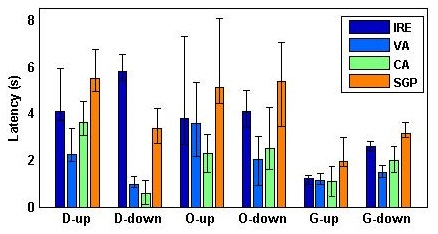 8
6
4
2
0
Latency (s)
IRE
VA
CA
SGP
D-up D-down O-up O-down G-up G-down